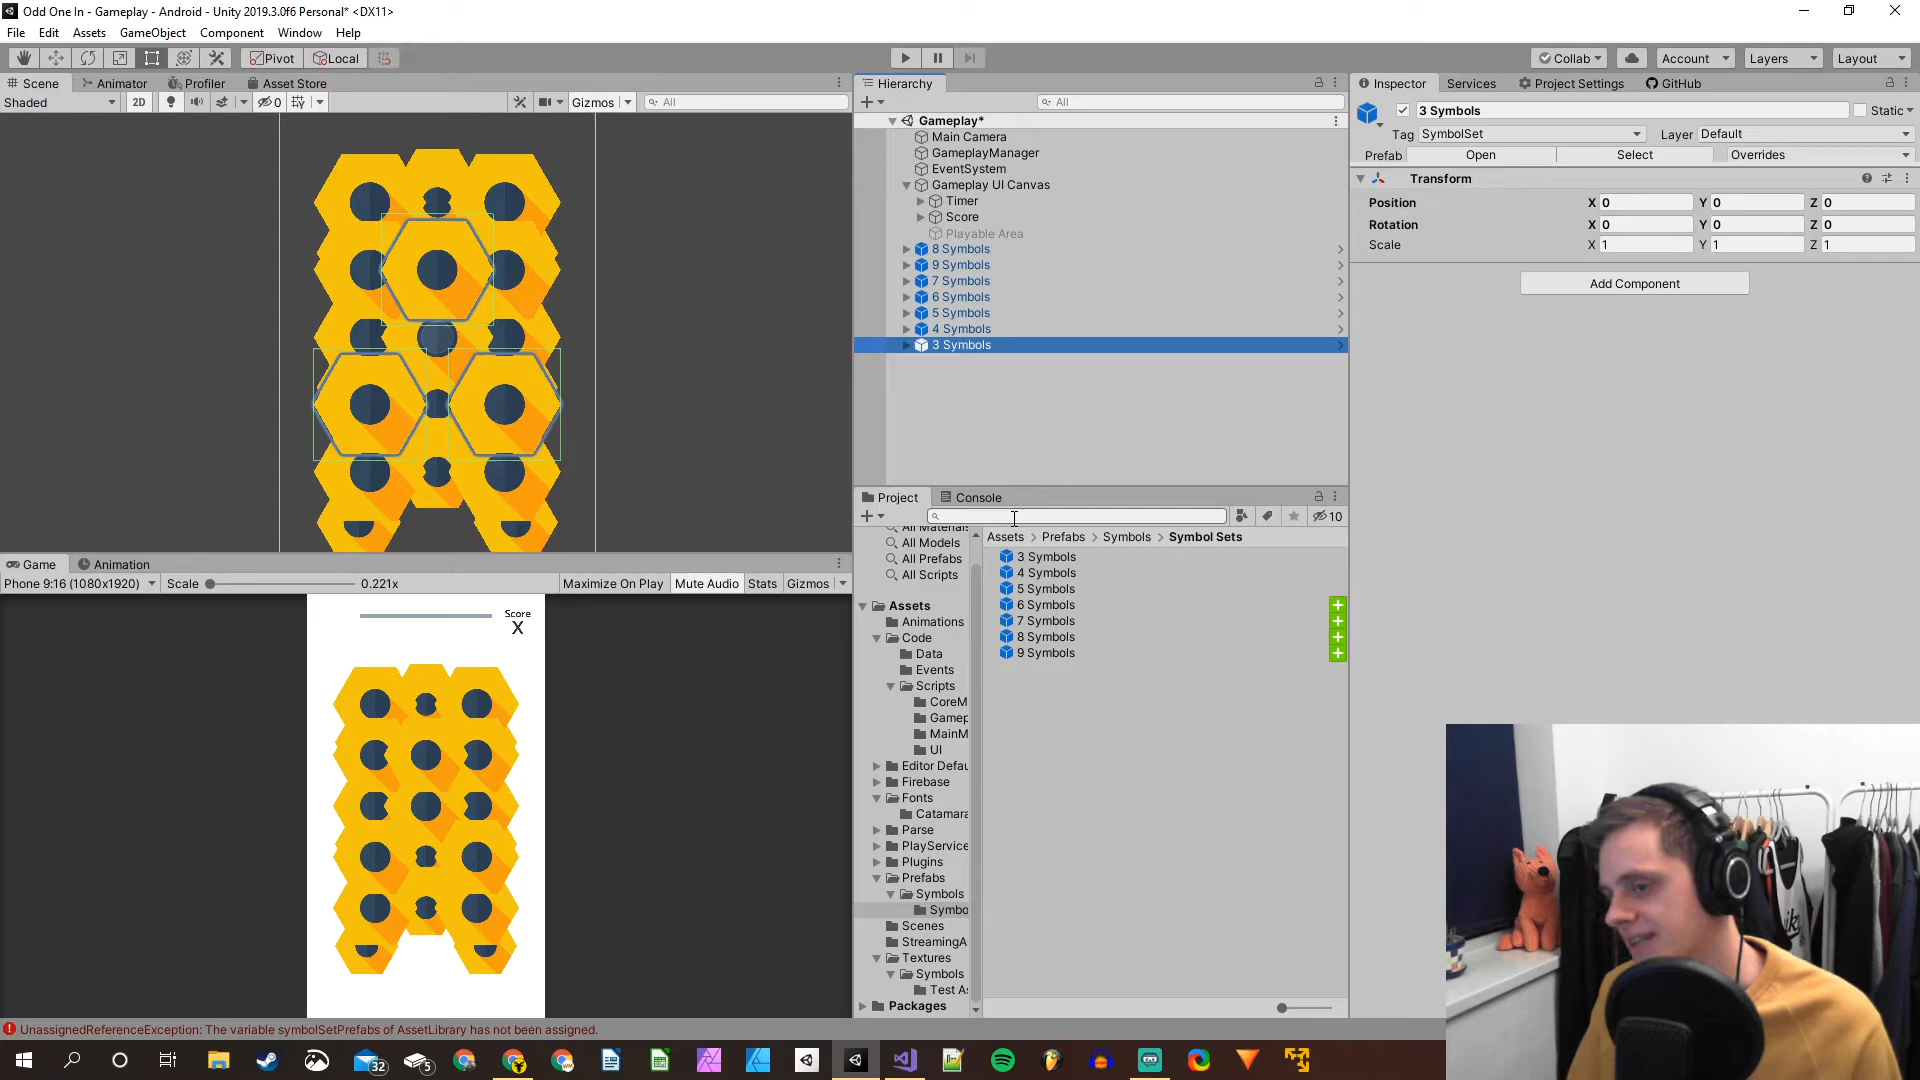 Odd One In - Gameplay - Android - Unity 2019.3.0f6 Personal* <DX11>
File Edit Assets GameObject Component Window Help
Pivot Local Collab Account Layers Layout
Scene Animator Profiler Asset Store
Shaded 2D 0 Gizmos All
Hierarchy
All
Gameplay*
Main Camera
GameplayManager
EventSystem
Gameplay UI Canvas
Timer
Score
Playable Area
8 Symbols
9 Symbols
7 Symbols
6 Symbols
5 Symbols
4 Symbols
3 Symbols
Inspector Services Project Settings GitHub
3 Symbols Static
Tag SymbolSet Layer Default
Prefab Open Select Overrides
Transform
Position X 0 Y 0 Z 0
Rotation X 0 Y 0 Z 0
Scale X 1 Y 1 Z 1
Add Component
Project Console
10
All Materials
All Models
All Prefabs
All Scripts
Assets
Animations
Code
Data
Events
Scripts
CoreM
Gamep
MainM
UI
Editor Defau
Firebase
Fonts
Catamara
Parse
PlayService
Plugins
Prefabs
Symbols
Symbo
Scenes
StreamingA
Textures
Symbols
Test As
Packages
Assets > Prefabs > Symbols > Symbol Sets
3 Symbols
4 Symbols
5 Symbols
6 Symbols
7 Symbols
8 Symbols
9 Symbols
Game Animation
Phone 9:16 (1080x1920) Scale 0.221x Maximize On Play Mute Audio Stats Gizmos
Score
X
UnassignedReferenceException: The variable symbolSetPrefabs of AssetLibrary has not been assigned.
32 5